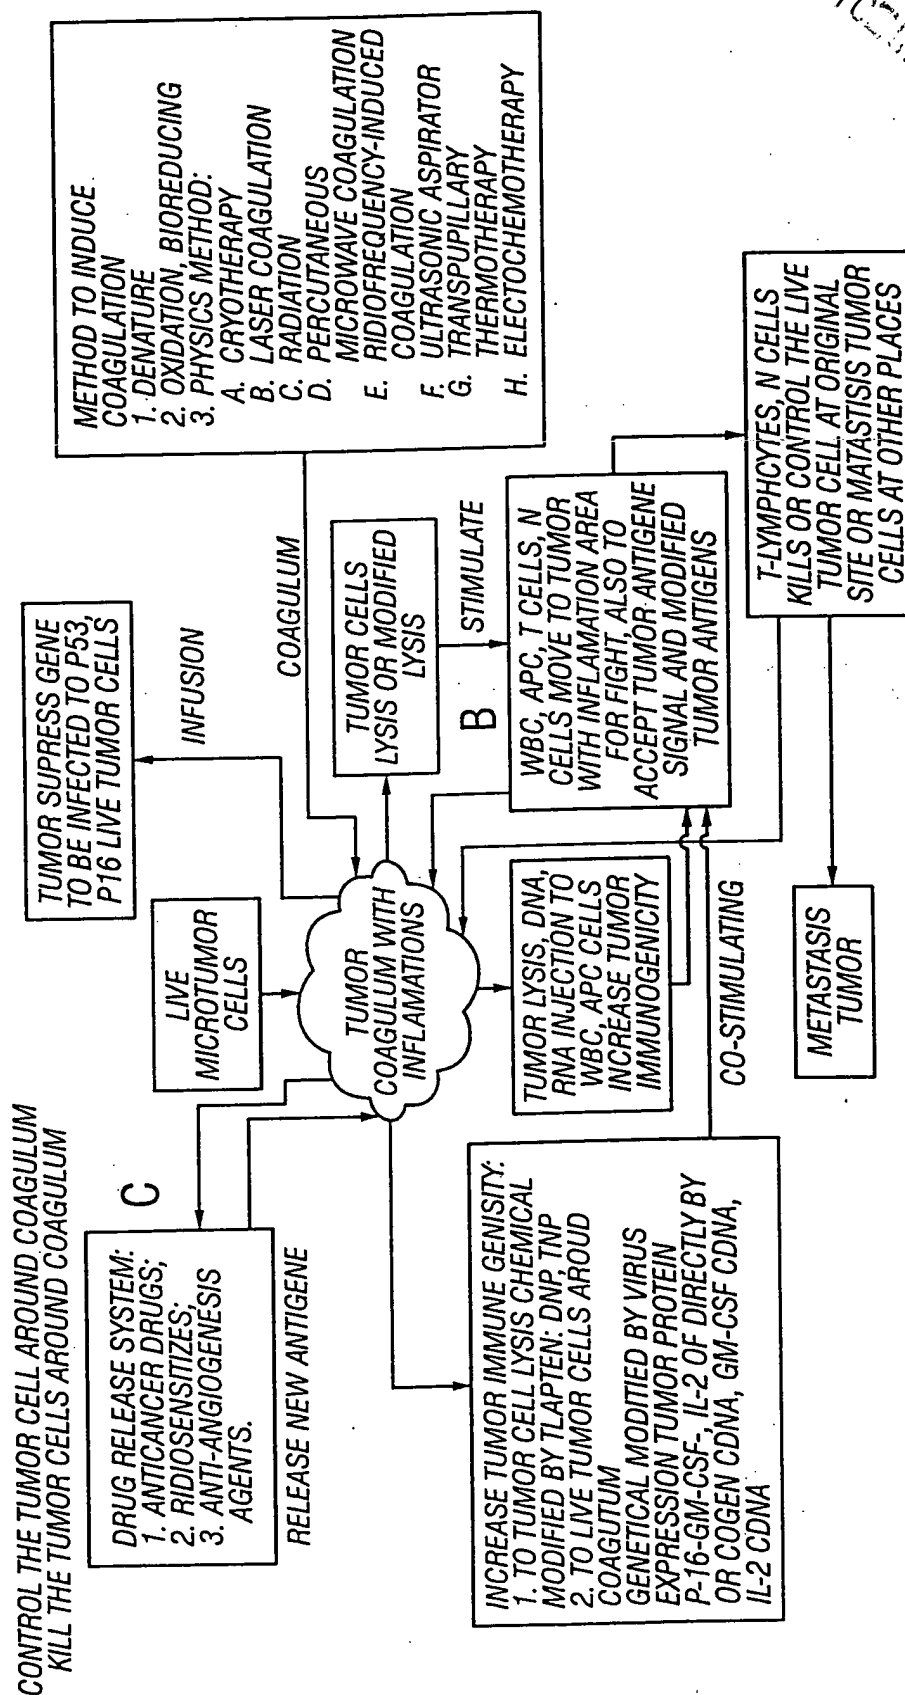 CONTROL THE TUMOR CELL AROUND COAGULUM
KILL THE TUMOR CELLS AROUND COAGULUM
DRUG RELEASE SYSTEM:
1. ANTICANCER DRUGS;
2. RIDIOSENSITIZES;
3. ANTI-ANGIOGENESIS
AGENTS.
C
RELEASE NEW ANTIGENE
LIVE
MICROTUMOR
CELLS
TUMOR SUPRESS GENE
TO BE INFECTED TO P53,
P16 LIVE TUMOR CELLS
INFUSION
COAGULUM
METHOD TO INDUCE
COAGULATION
1. DENATURE
2. OXIDATION, BIOREDUCING
3. PHYSICS METHOD:
A. CRYOTHERAPY
B. LASER COAGULATION
C. RADIATION
D. PERCUTANEOUS
MICROWAVE COAGULATION
E. RIDIOFREQUENCY-INDUCED
COAGULATION
F. ULTRASONIC ASPIRATOR
G. TRANSPUPILLARY
THERMOTHERAPY
H. ELECTOCHEMOTHERAPY
TUMOR
COAGULUM WITH
INFLAMATIONS
TUMOR CELLS
LYSIS OR MODIFIED
LYSIS
B
STIMULATE
INCREASE TUMOR IMMUNE GENISITY:
1. TO TUMOR CELL LYSIS CHEMICAL
MODIFIED BY TLAPTEN: DNP, TNP
2. TO LIVE TUMOR CELLS AROUD
COAGUTUM
GENETICAL MODTIED BY VIRUS
EXPRESSION TUMOR PROTEIN
P-16-GM-CSF-, IL-2 OF DIRECTLY BY
OR COGEN CDNA, GM-CSF CDNA,
IL-2 CDNA
TUMOR LYSIS, DNA,
RNA INJECTION TO
WBC, APC CELLS
INCREASE TUMOR
IMMUNOGENICITY
CO-STIMULATING
WBC, APC, T CELLS, N
CELLS MOVE TO TUMOR
WITH INFLAMATION AREA
FOR FIGHT, ALSO TO
ACCEPT TUMOR ANTIGENE
SIGNAL AND MODIFIED
TUMOR ANTIGENS
METASTASIS
TUMOR
T-LYMPHCYTES, N CELLS
KILLS OR CONTROL THE LIVE
TUMOR CELL AT ORIGINAL
SITE OR MATASTISIS TUMOR
CELLS AT OTHER PLACES